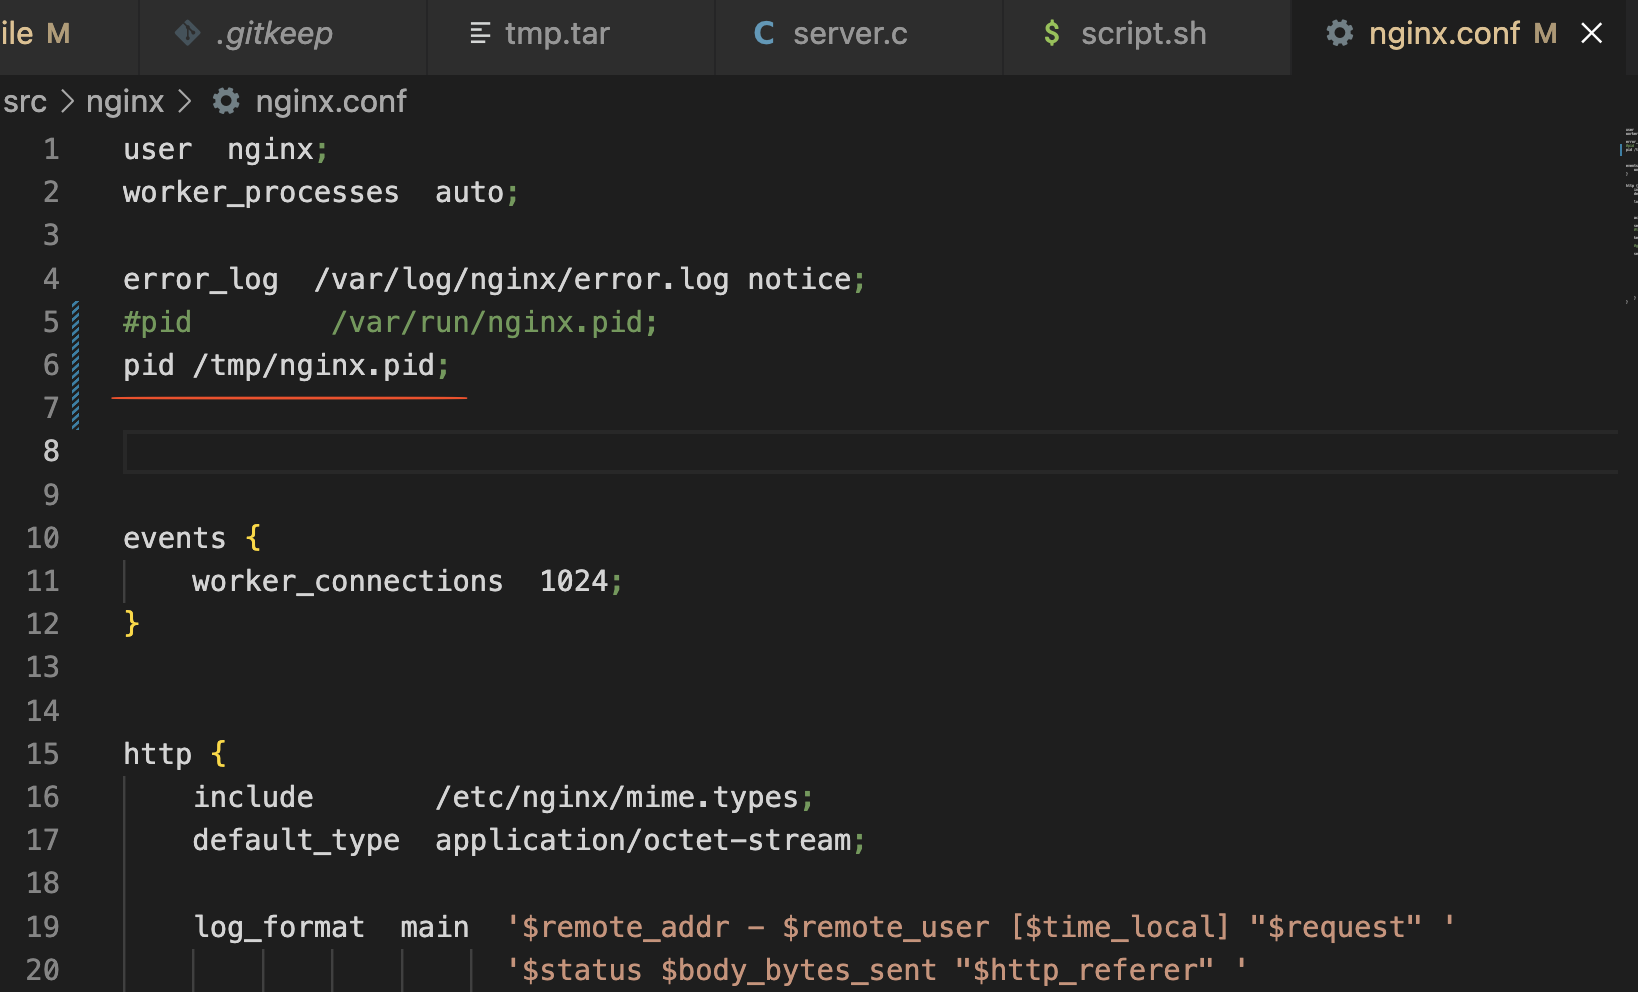 ile M .gitkeep tmp.tar C server.c $ script.sh nginx.conf M
src > nginx > nginx.conf
1 user  nginx;
2 worker_processes  auto;
3
4 error_log  /var/log/nginx/error.log notice;
5 #pid        /var/run/nginx.pid;
6 pid /tmp/nginx.pid;
7
8
9
10 events {
11     worker_connections  1024;
12 }
13
14
15 http {
16     include       /etc/nginx/mime.types;
17     default_type  application/octet-stream;
18
19     log_format  main  '$remote_addr - $remote_user [$time_local] "$request" '
20                       '$status $body_bytes_sent "$http_referer" '